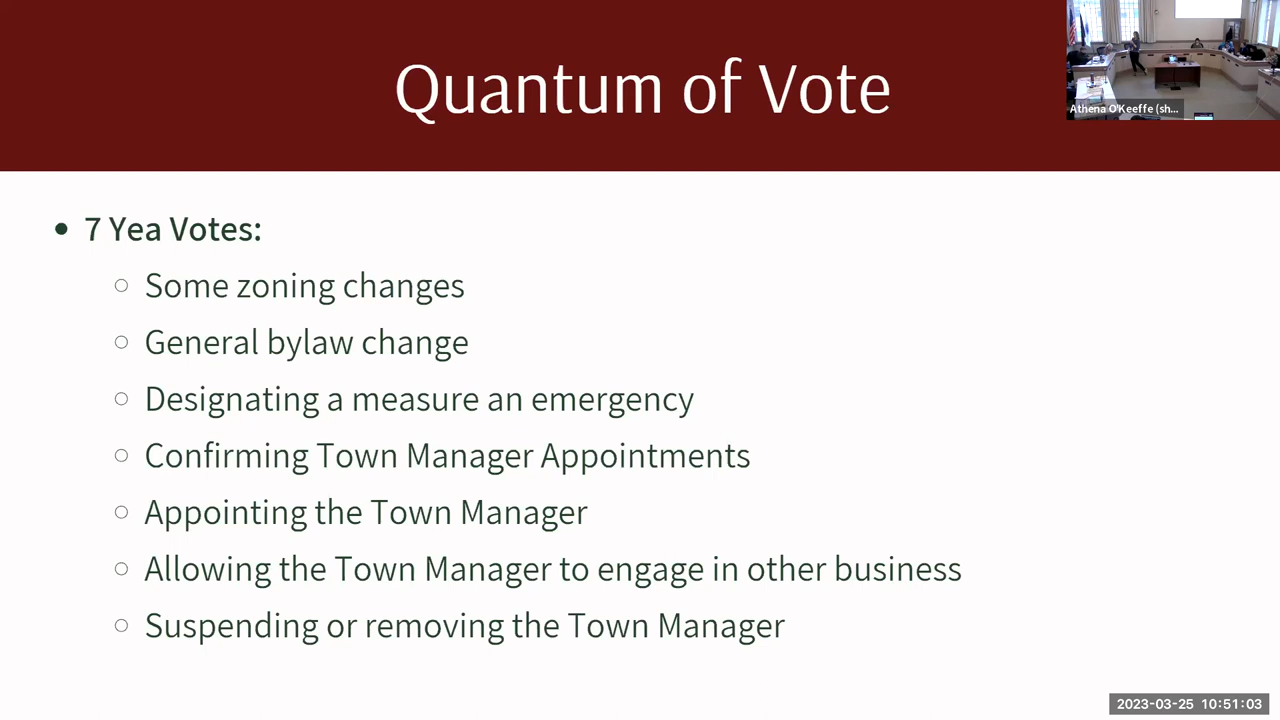 Quantum of Vote
Athena O'Keeffe (sh...
7 Yea Votes:
Some zoning changes
General bylaw change
Designating a measure an emergency
Confirming Town Manager Appointments
Appointing the Town Manager
Allowing the Town Manager to engage in other business
Suspending or removing the Town Manager
2023-03-25 10:51:03